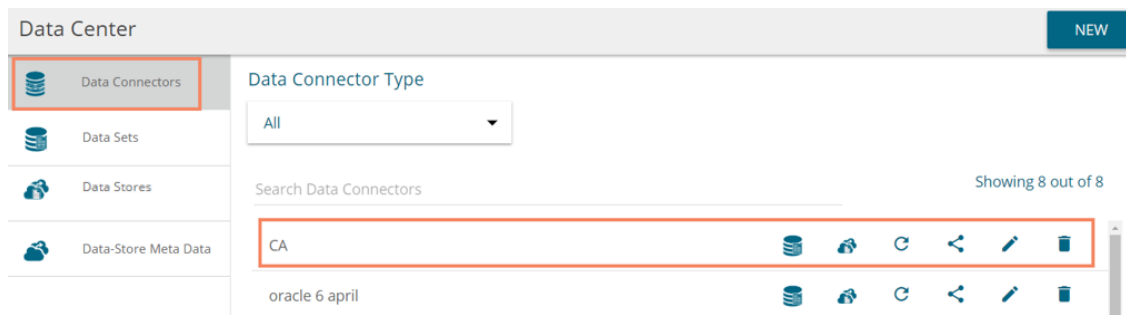 Data Center
NEW
Data Connectors
Data Sets
Data Stores
Data-Store Meta Data
Data Connector Type
All
Search Data Connectors
Showing 8 out of 8
CA
oracle 6 april